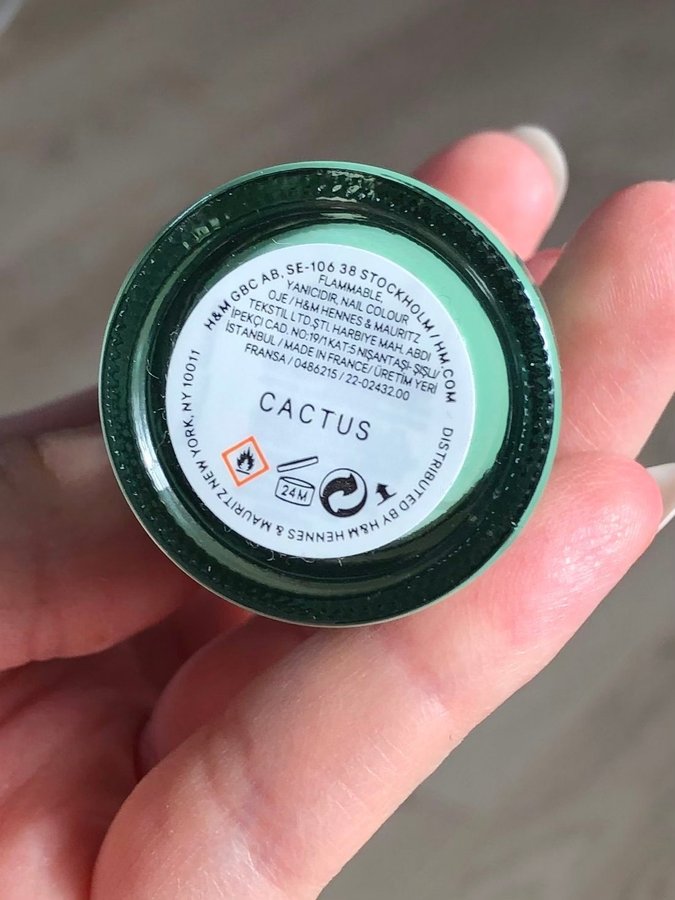 H&M GBC AB, SE-106 38 STOCKHOLM / HM.COM
DISTRIBUTED BY H&M HENNES & MAURITZ NEW YORK, NY 10011
FLAMMABLE,
YANICIDIR, NAIL COLOUR
OJE / H&M HENNES & MAURITZ
TEKSTIL LTD.ŞTİ, HARBIYE MAH. ABDI
İPEKÇİ CAD. NO:19/1 KAT:5 NIŞANTAŞI-ŞIŞLI/
İSTANBUL / MADE IN FRANCE / ÜRETİM YERİ
FRANSA / 0486215 / 22-02432.00
CACTUS
24M